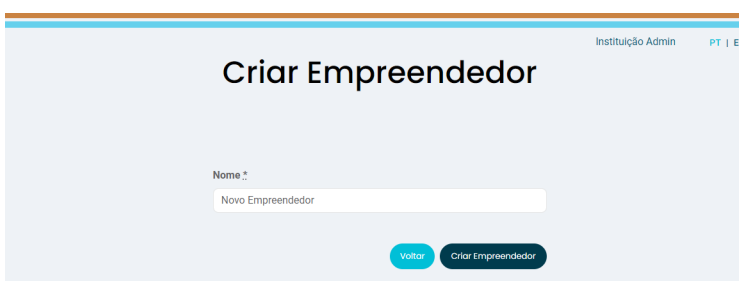 Instituição Admin PT | E
Criar Empreendedor
Nome *
Novo Empreendedor
Voltar Criar Empreendedor